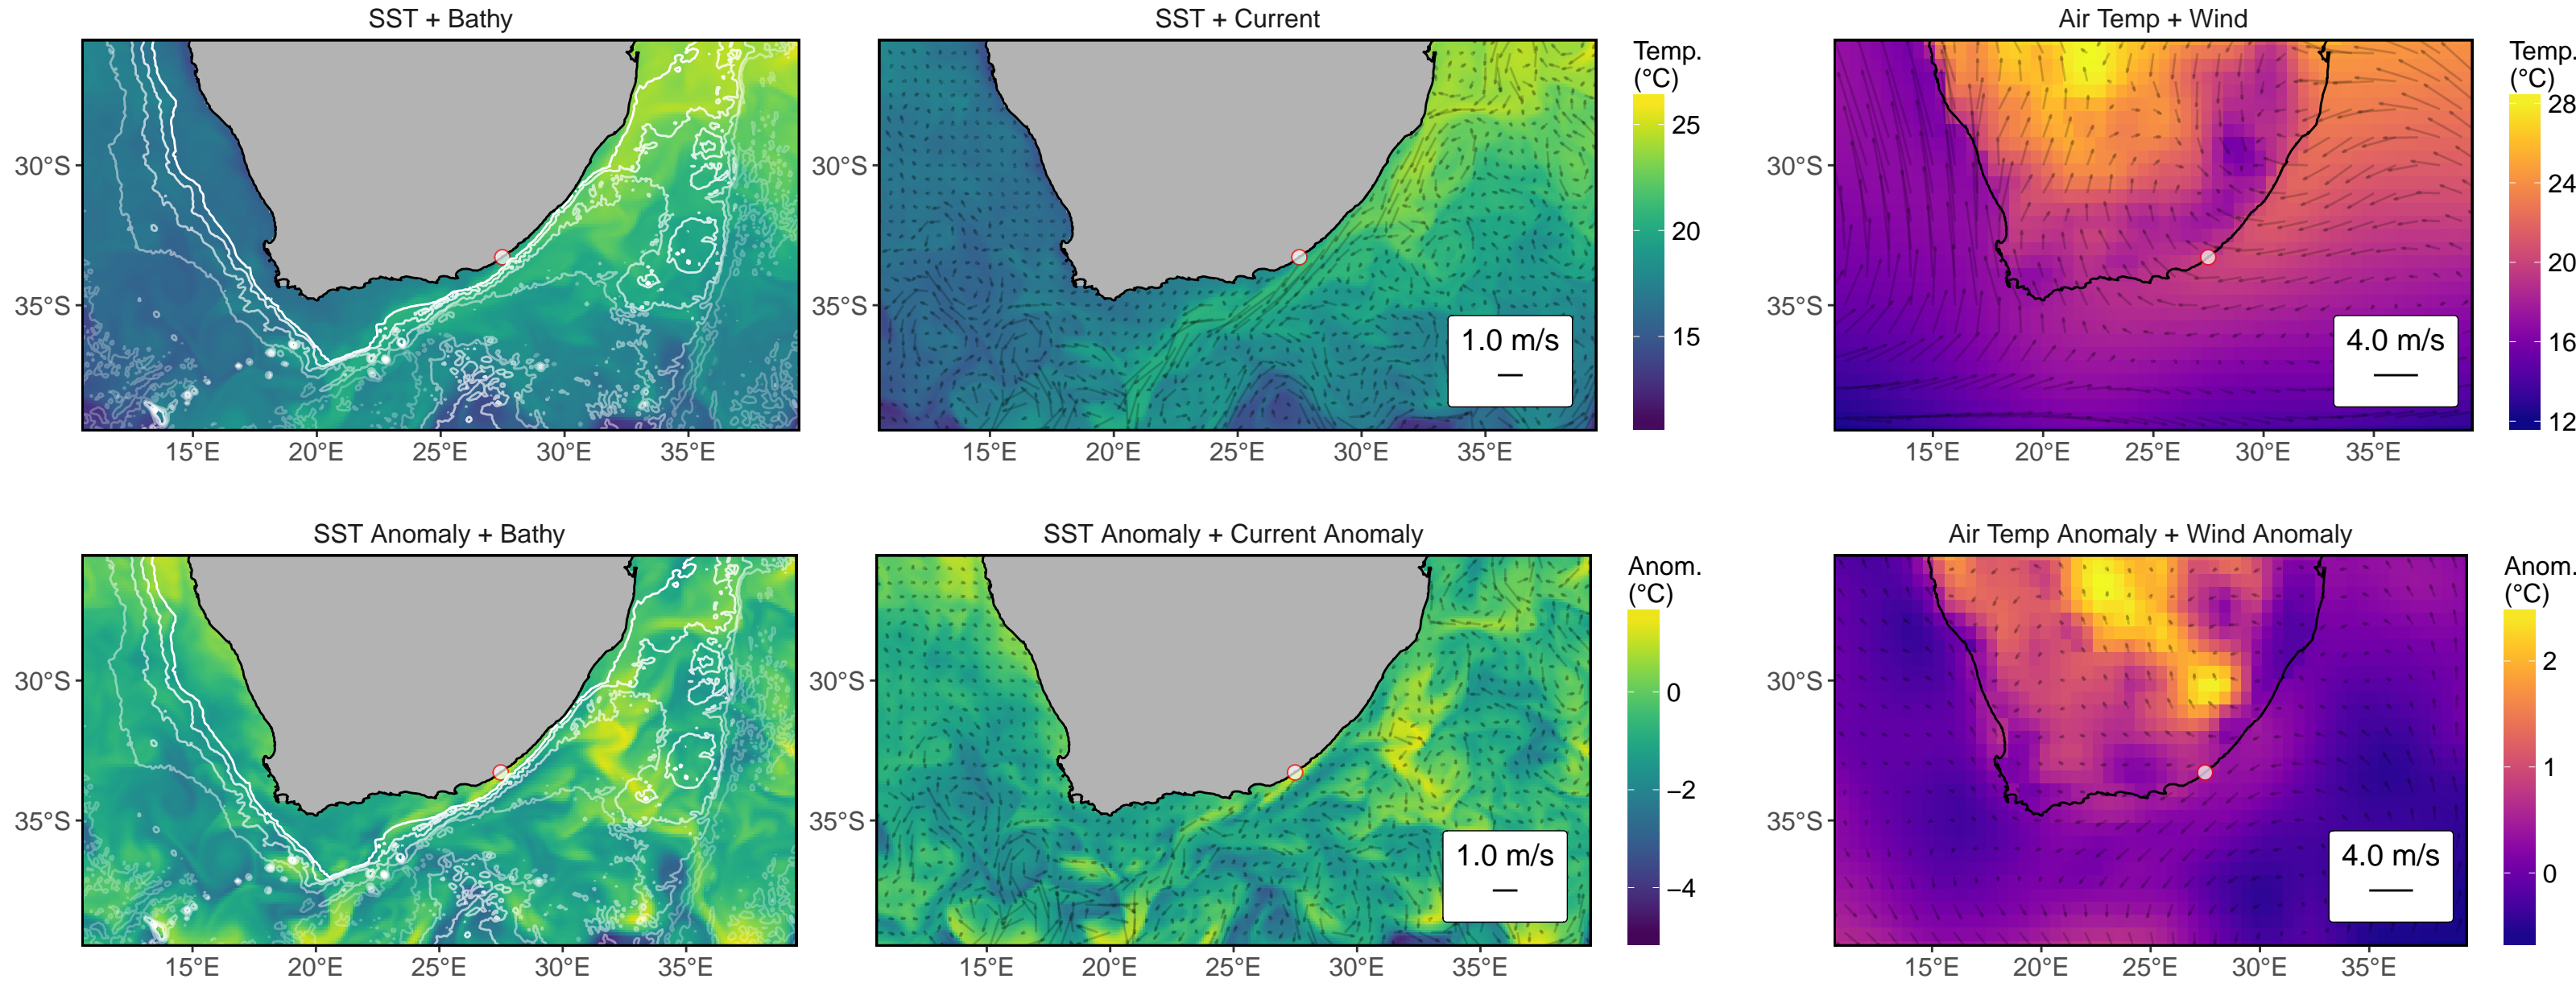 SST + Bathy
SST + Current
Air Temp + Wind
30°S
35°S
15°E 20°E 25°E 30°E 35°E
30°S
35°S
15°E 20°E 25°E 30°E 35°E
1.0 m/s
Temp.
(°C)
25
20
15
30°S
35°S
15°E 20°E 25°E 30°E 35°E
4.0 m/s
Temp.
(°C)
28
24
20
16
12
SST Anomaly + Bathy
SST Anomaly + Current Anomaly
Air Temp Anomaly + Wind Anomaly
30°S
35°S
15°E 20°E 25°E 30°E 35°E
30°S
35°S
15°E 20°E 25°E 30°E 35°E
1.0 m/s
Anom.
(°C)
0
−2
−4
30°S
35°S
15°E 20°E 25°E 30°E 35°E
4.0 m/s
Anom.
(°C)
2
1
0